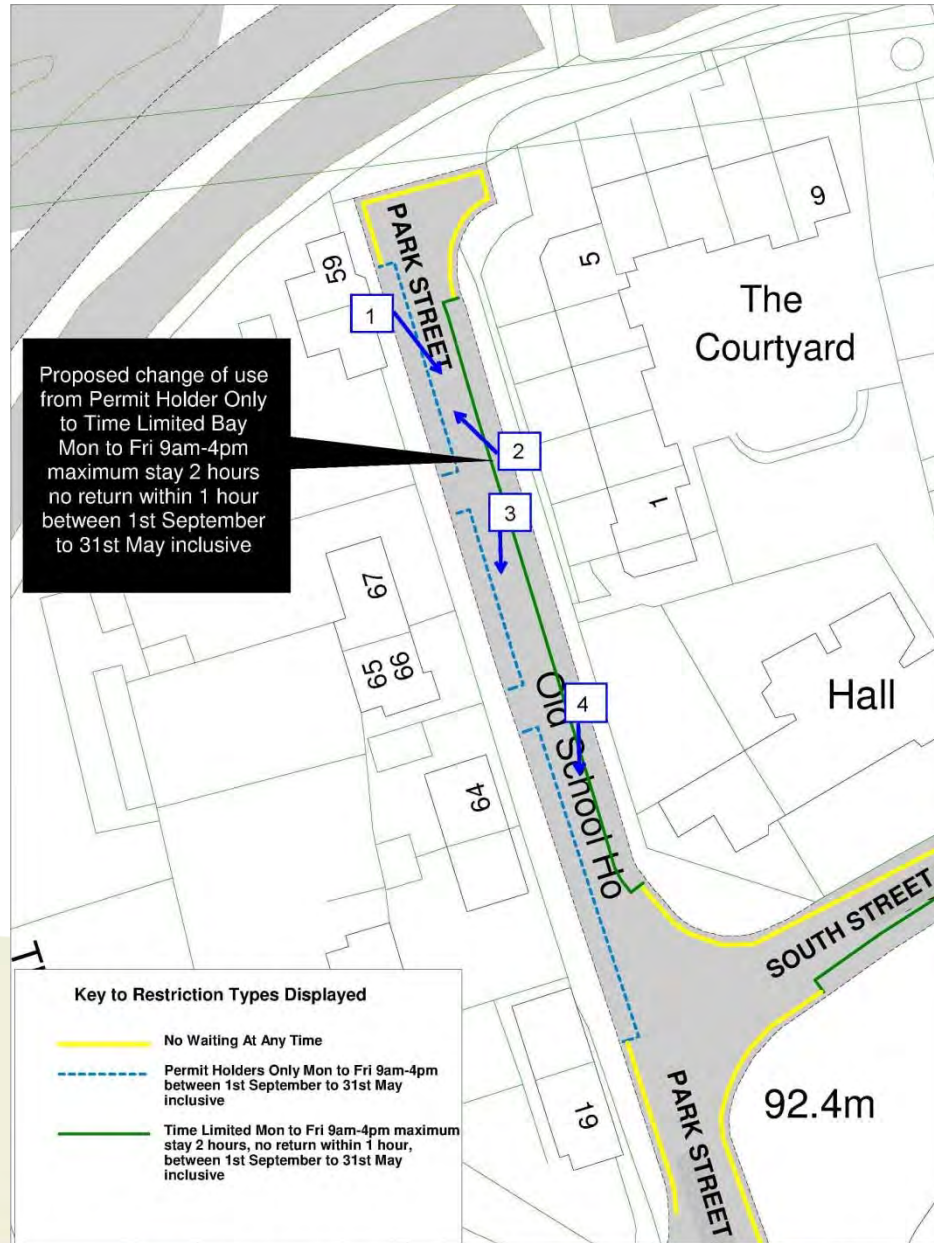 PARK STREET
59
1
5
9
The
Courtyard
Proposed change of use
from Permit Holder Only
to Time Limited Bay
Mon to Fri 9am-4pm
maximum stay 2 hours
no return within 1 hour
between 1st September
to 31st May inclusive
2
3
1
67
66
65
4
Hall
Old School Ho
64
SOUTH STREET
Key to Restriction Types Displayed
No Waiting At Any Time
Permit Holders Only Mon to Fri 9am-4pm
between 1st September to 31st May
inclusive
Time Limited Mon to Fri 9am-4pm maximum
stay 2 hours, no return within 1 hour,
between 1st September to 31st May
inclusive
19
PARK STREET
92.4m